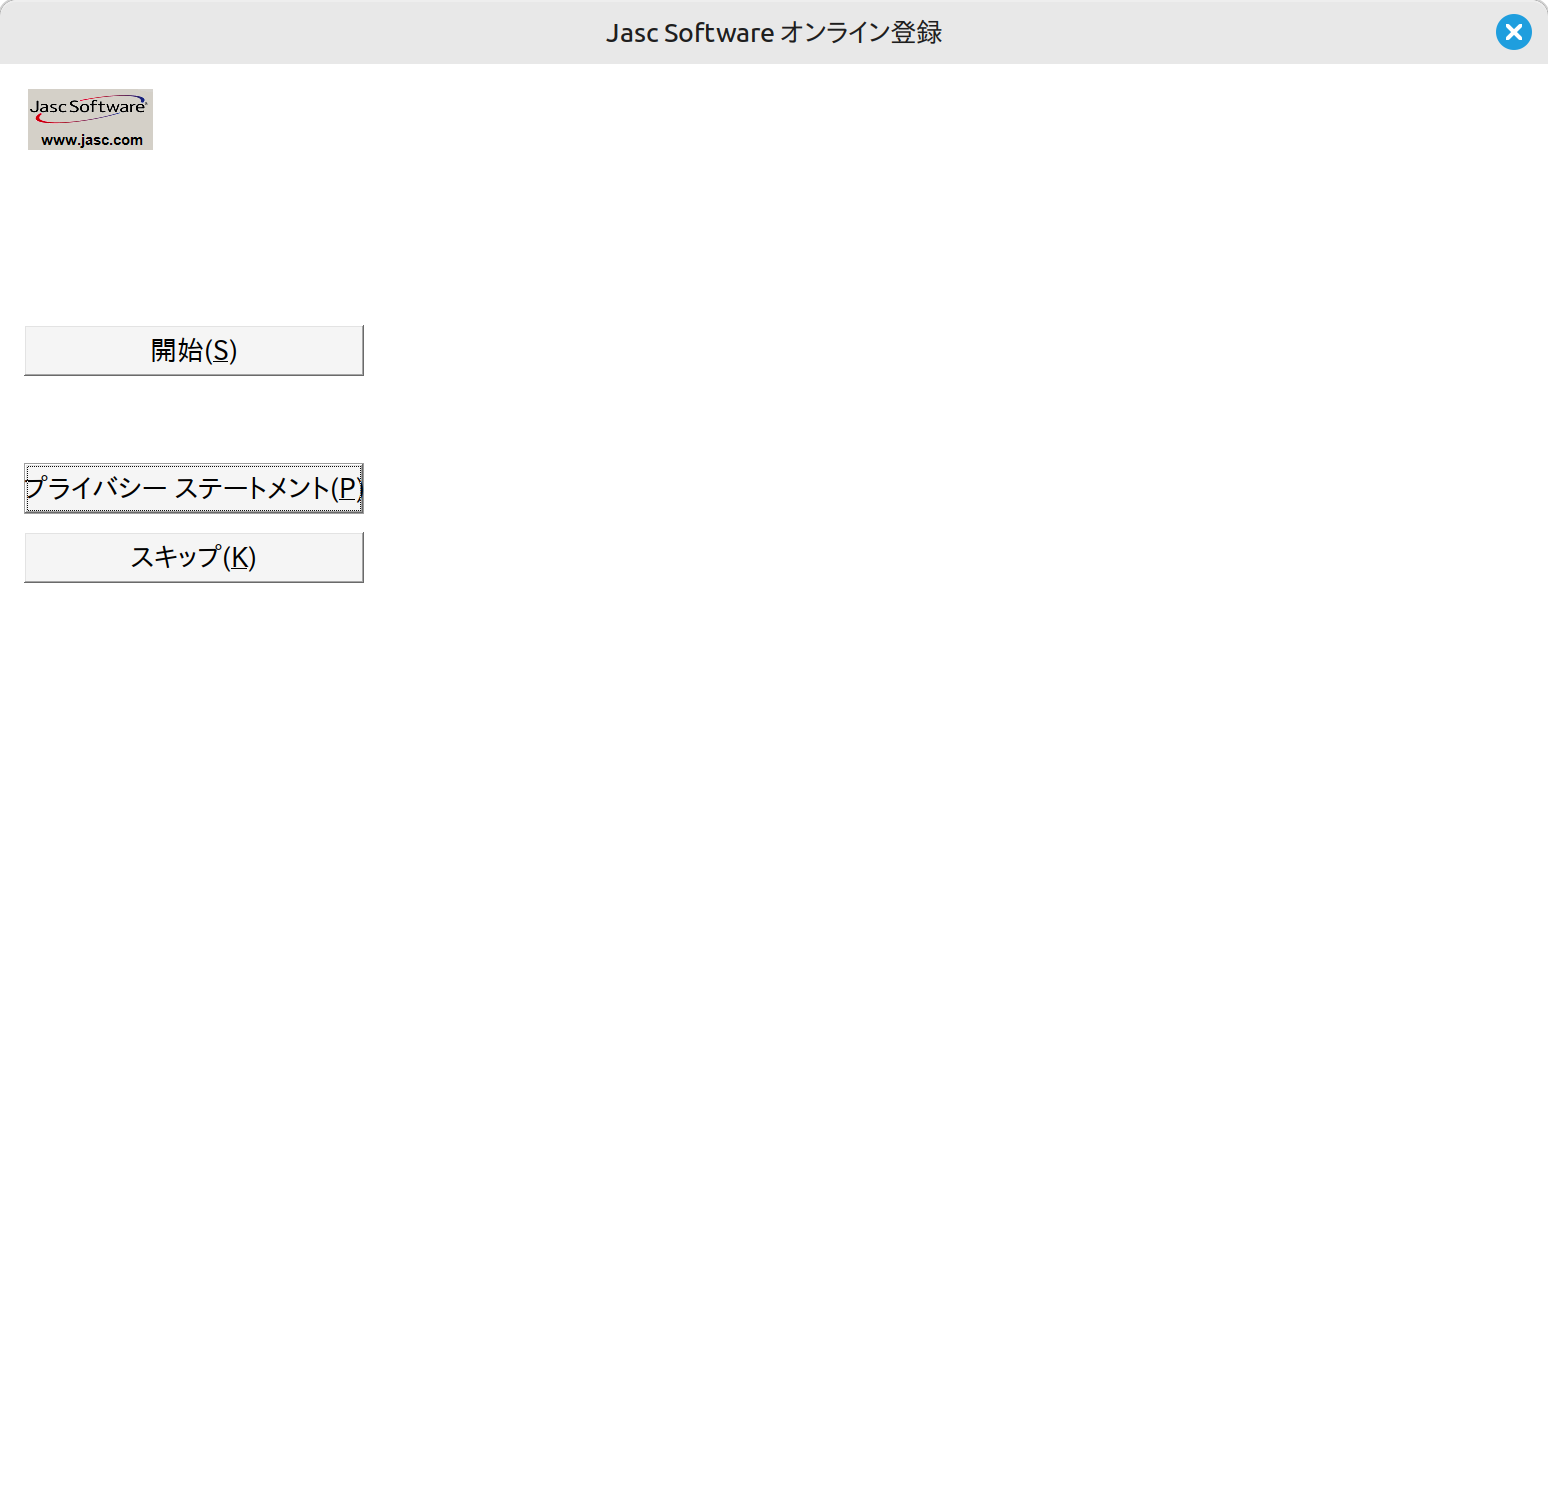 Jasc Software オンライン登録
Jasc Software®
www.jasc.com
開始(S)
プライバシー ステートメント(P)
スキップ(K)